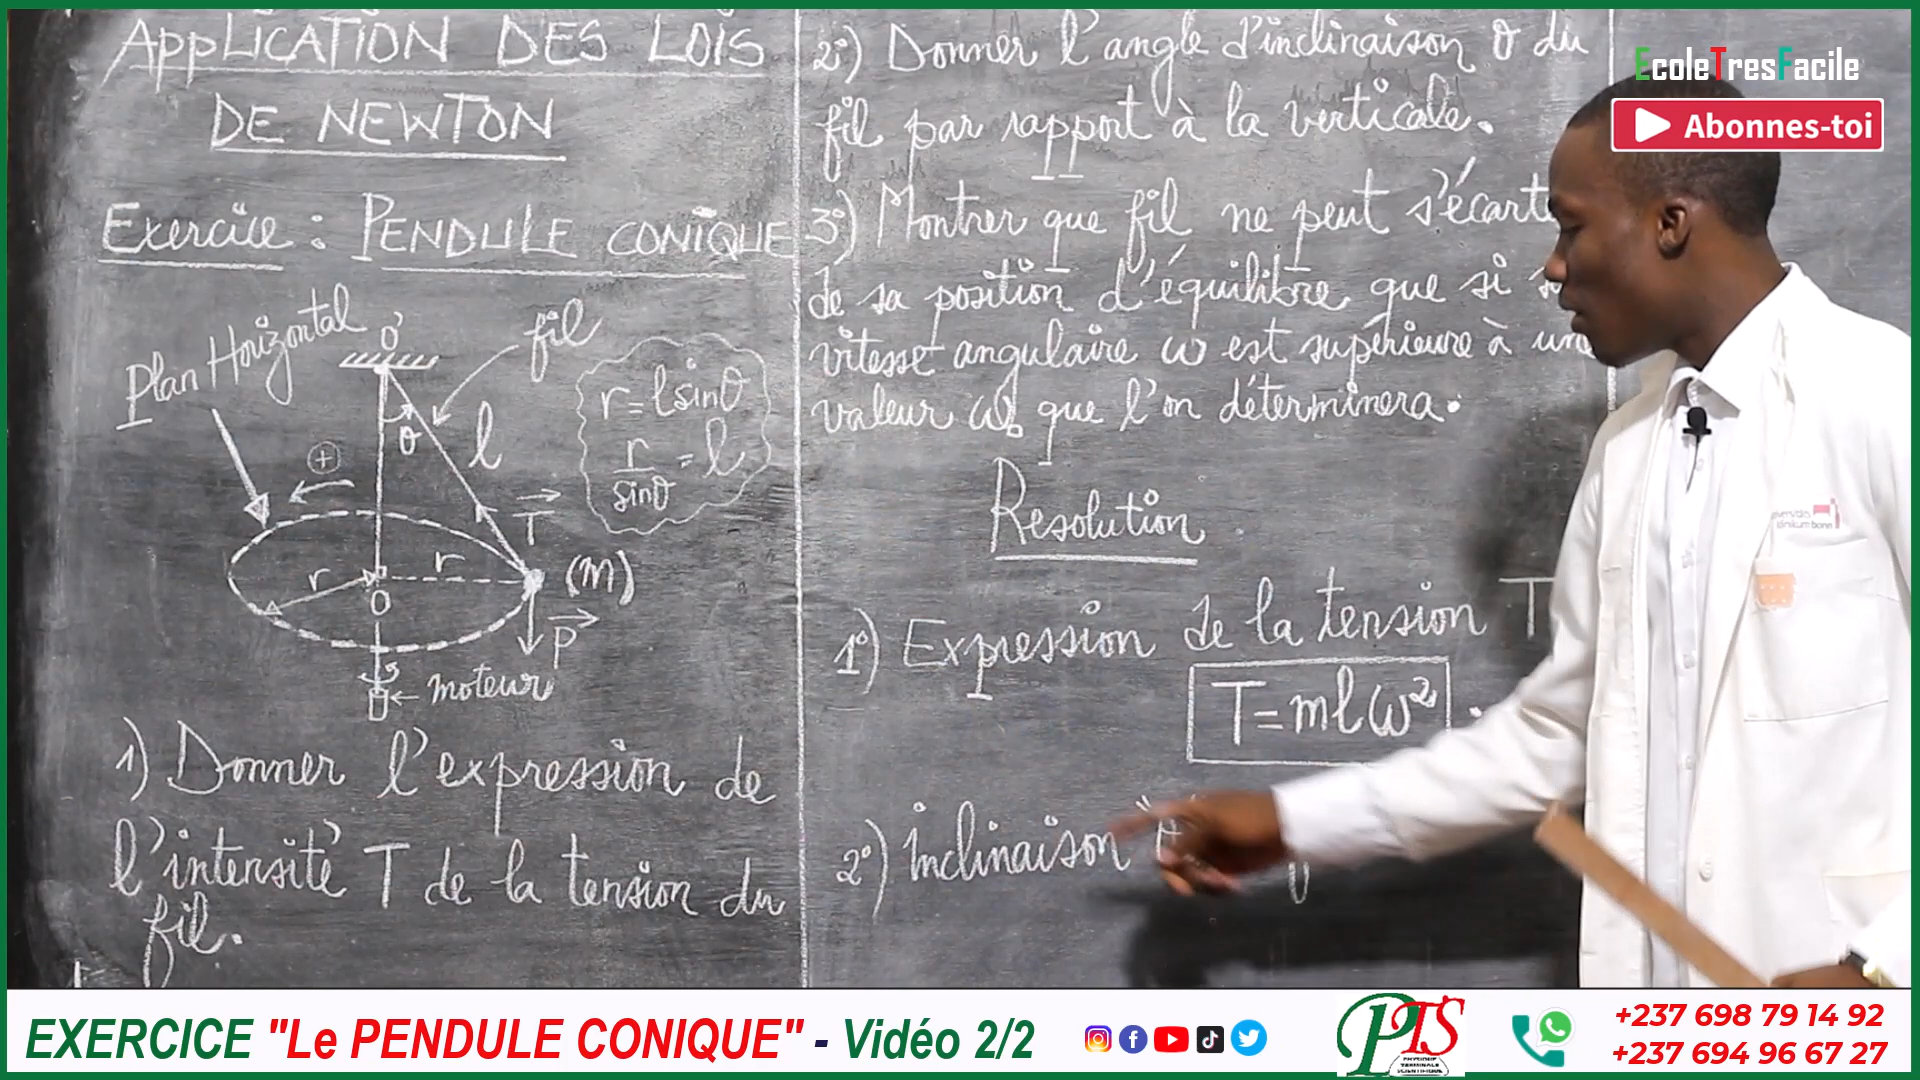 APPLICATION DES LOIS
DE NEWTON
Exercice : PENDULE CONIQUE
Plan Horizontal
O'
fil
θ
l
r = l sinθ
r/sinθ = l
+
T
r
r
(m)
O
P
moteur
1) Donner l'expression de
l'intensité T de la tension du
fil.
2°) Donner l'angle d'inclinaison θ du
fil par rapport à la verticale.
3°) Montrer que fil ne peut s'écarte
de sa position d'équilibre que si
vitesse angulaire ω est supérieure à une
valeur ω₀ que l'on déterminera.
Resolution
1°) Expression de la tension T
T = mlω²
2°) Inclinaison
EcoleTresFacile
Abonnes-toi
EXERCICE "Le PENDULE CONIQUE" - Vidéo 2/2
PTS
PHYSIQUE
TERMINALE
SCIENTIFIQUE
+237 698 79 14 92
+237 694 96 67 27